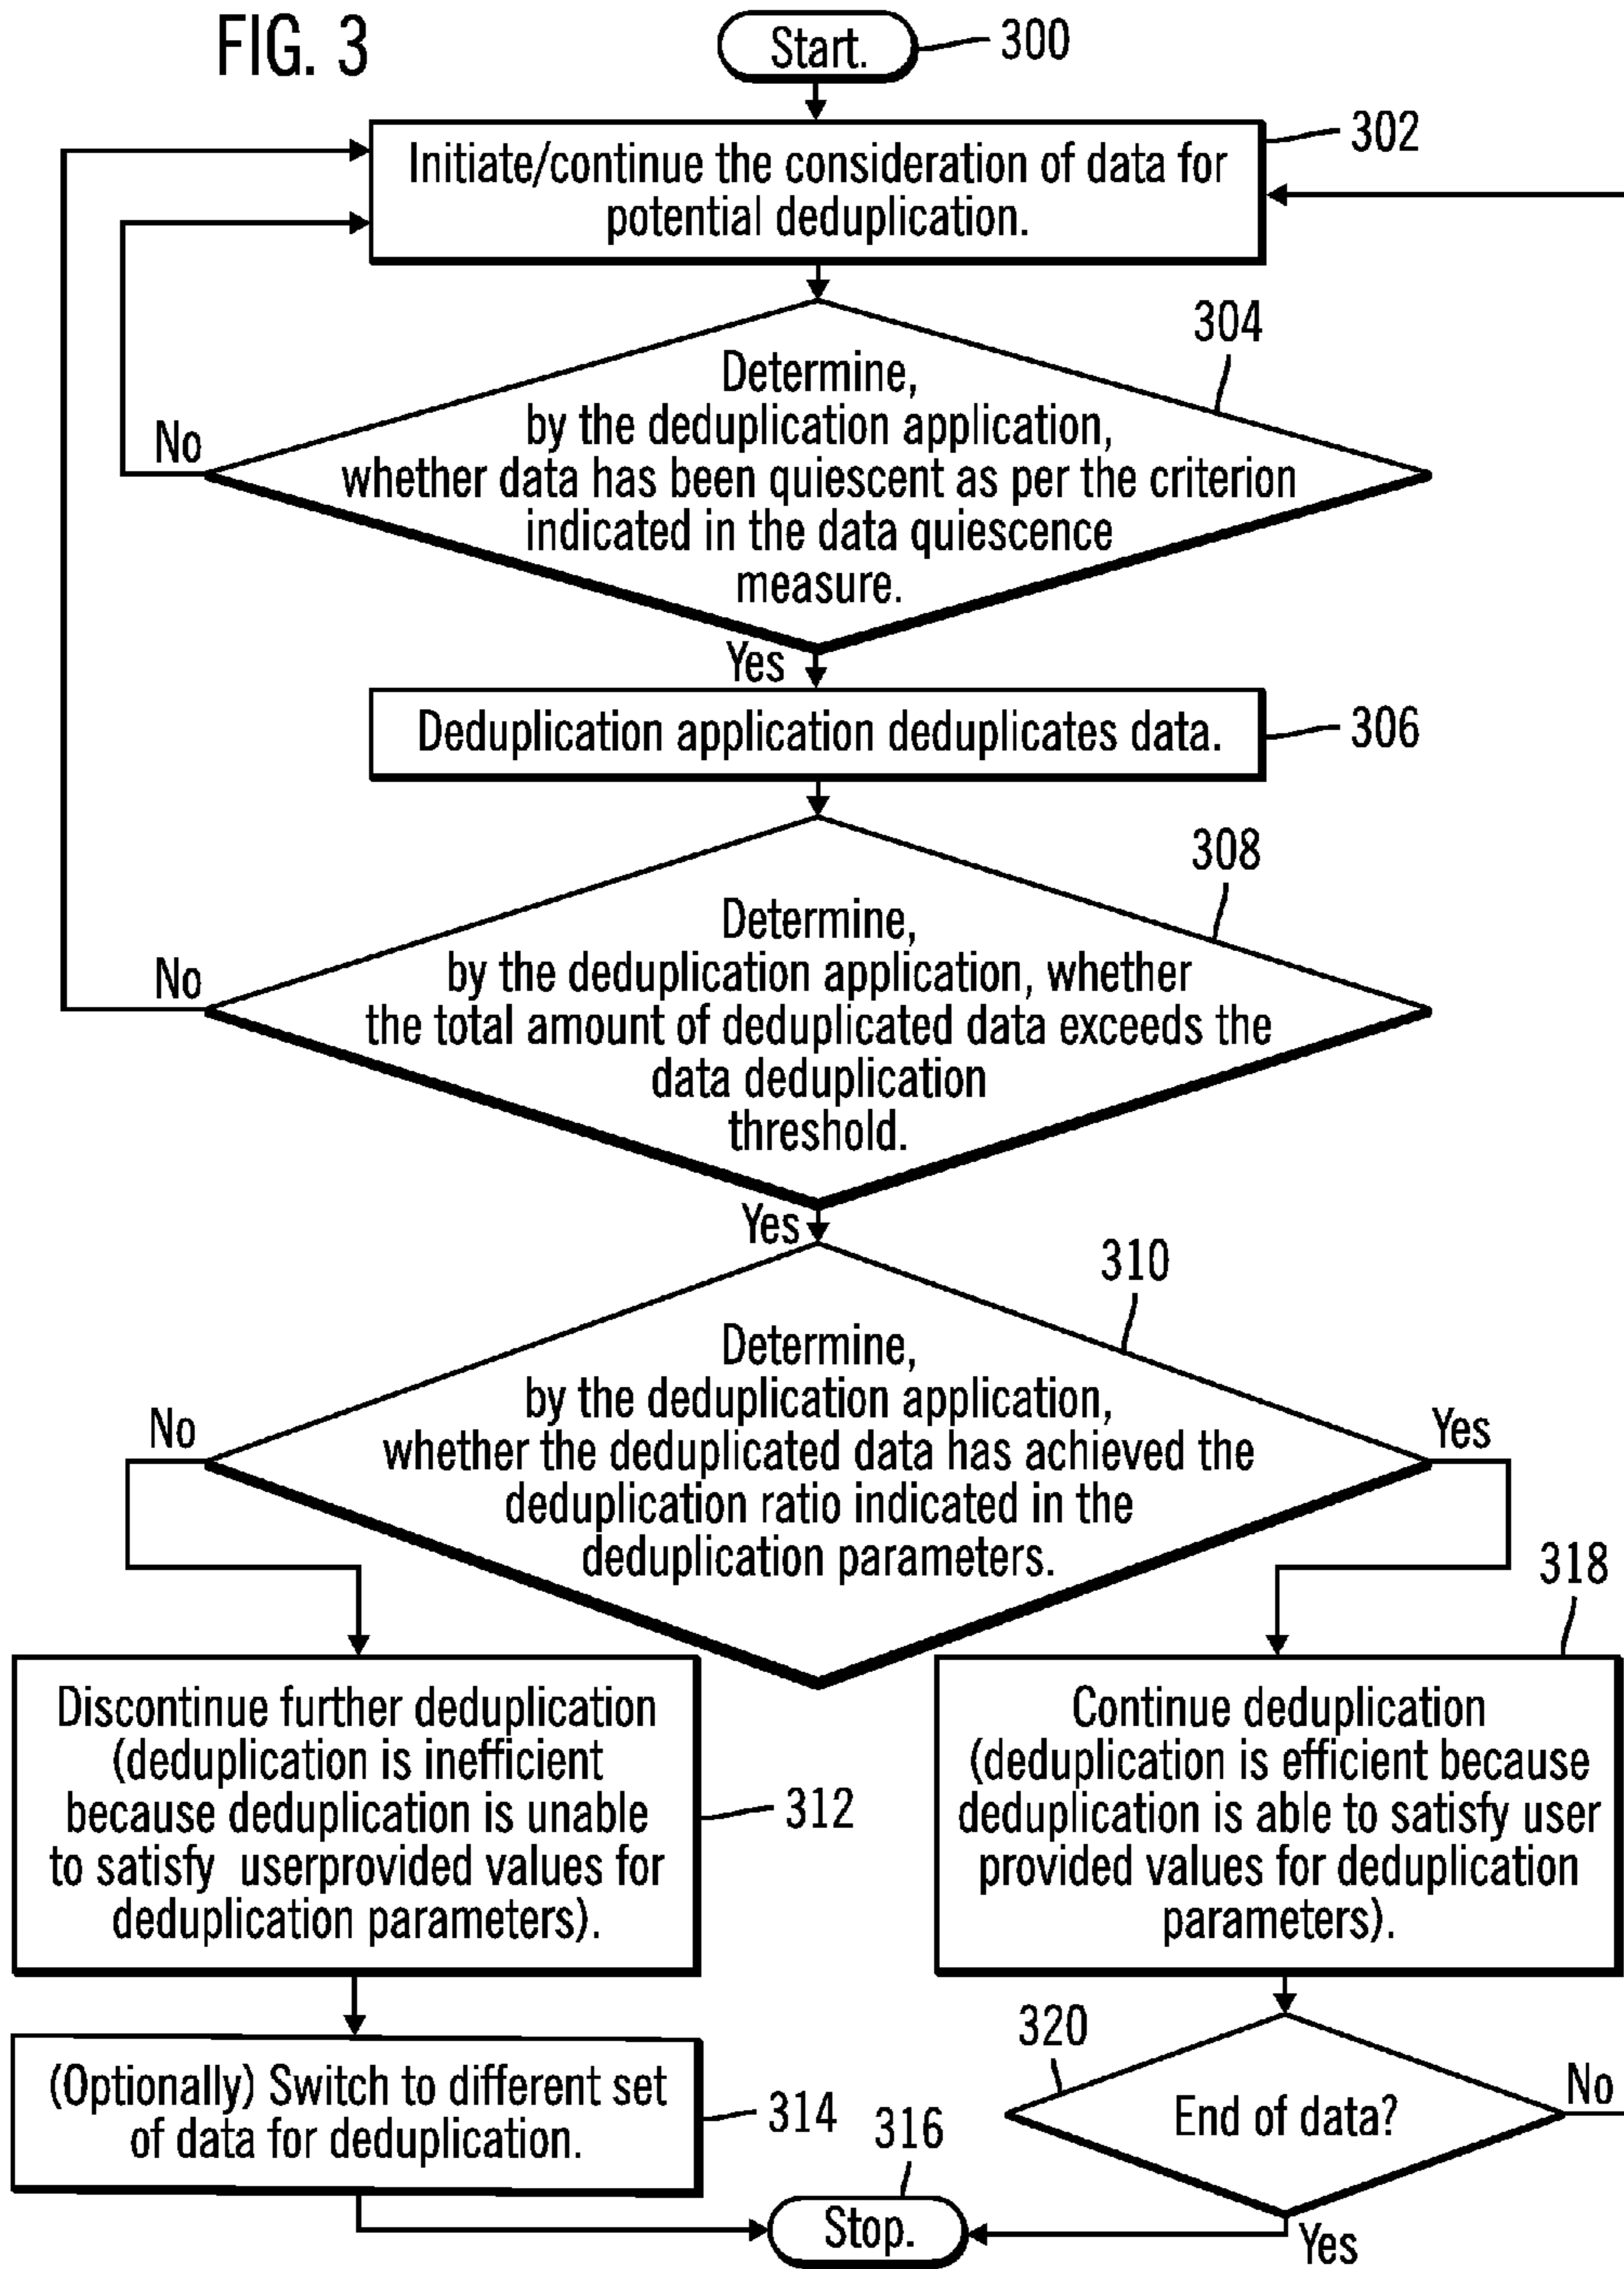 FIG. 3
Start.
300
Initiate/continue the consideration of data for
potential deduplication.
302
304
Determine,
by the deduplication application,
whether data has been quiescent as per the criterion
indicated in the data quiescence
measure.
No
Yes
Deduplication application deduplicates data.
306
308
Determine,
by the deduplication application, whether
the total amount of deduplicated data exceeds the
data deduplication
threshold.
No
Yes
310
Determine,
by the deduplication application,
whether the deduplicated data has achieved the
deduplication ratio indicated in the
deduplication parameters.
No
Yes
318
Discontinue further deduplication
(deduplication is inefficient
because deduplication is unable
to satisfy userprovided values for
deduplication parameters).
312
Continue deduplication
(deduplication is efficient because
deduplication is able to satisfy user
provided values for deduplication
parameters).
(Optionally) Switch to different set
of data for deduplication.
314
320
End of data?
No
316
Stop.
Yes